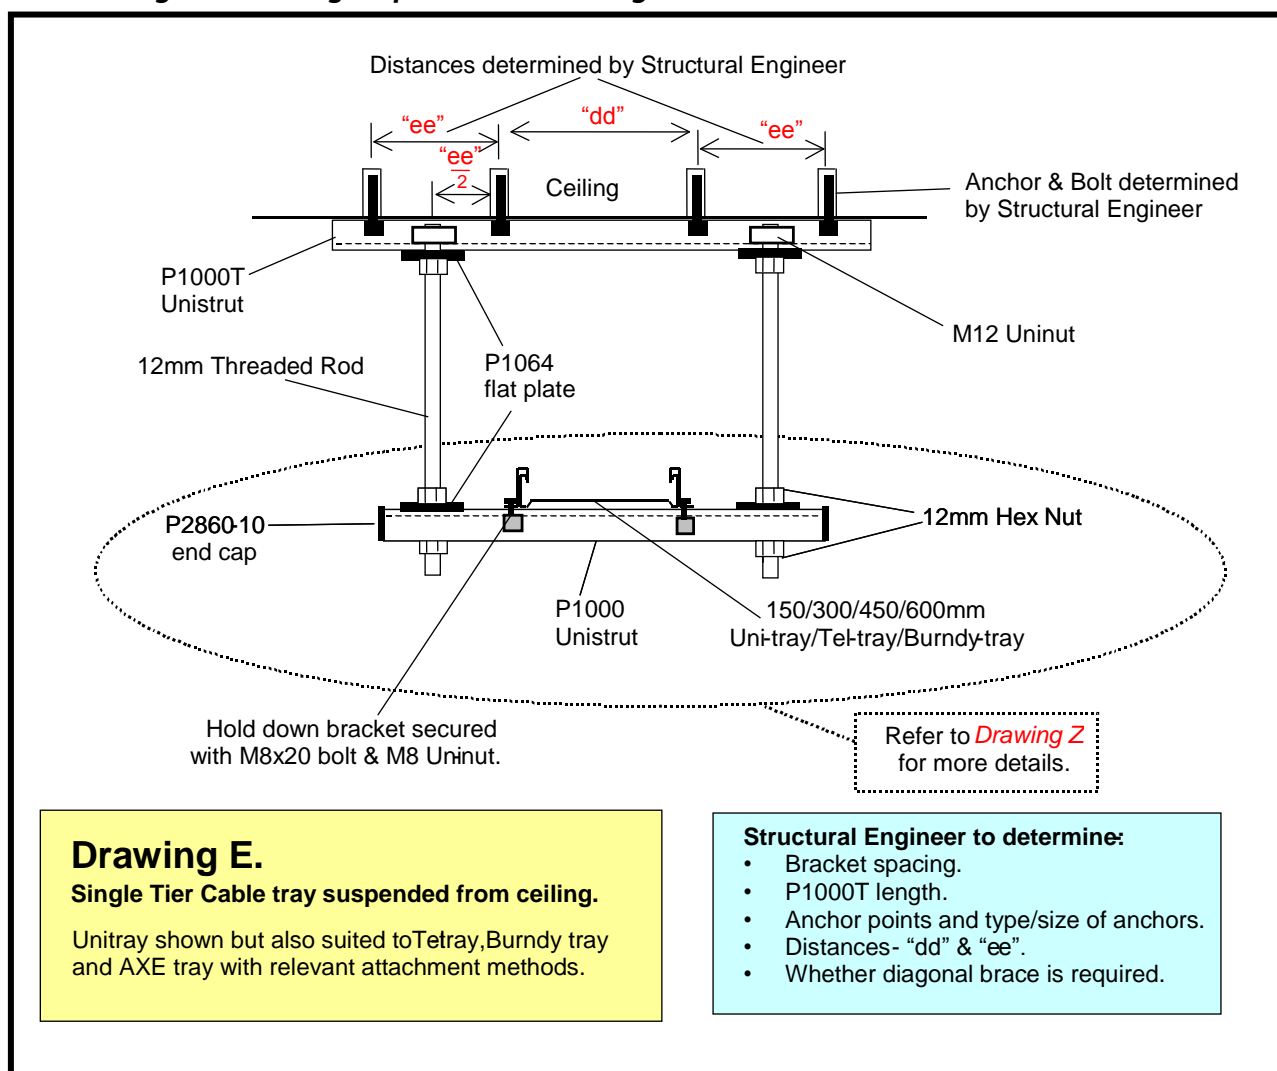 Distances determined by Structural Engineer
“ee”
“dd”
“ee”
“ee”
2
Ceiling
Anchor & Bolt determined
by Structural Engineer
P1000T
Unistrut
M12 Uninut
12mm Threaded Rod
P1064
flat plate
P2860-10
end cap
12mm Hex Nut
P1000
Unistrut
150/300/450/600mm
Uni-tray/Tel-tray/Burndy-tray
Hold down bracket secured
with M8x20 bolt & M8 Uninut.
Refer to Drawing Z
for more details.
Drawing E.
Single Tier Cable tray suspended from ceiling.
Unitray shown but also suited toTetray,Burndy tray
and AXE tray with relevant attachment methods.
Structural Engineer to determine:
• Bracket spacing.
• P1000T length.
• Anchor points and type/size of anchors.
• Distances- “dd” & “ee”.
• Whether diagonal brace is required.